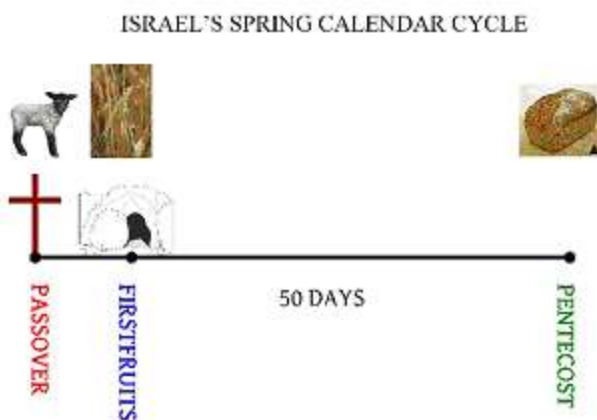 ISRAEL'S SPRING CALENDAR CYCLE
PASSOVER
FIRSTFRUITS
50 DAYS
PENTECOST